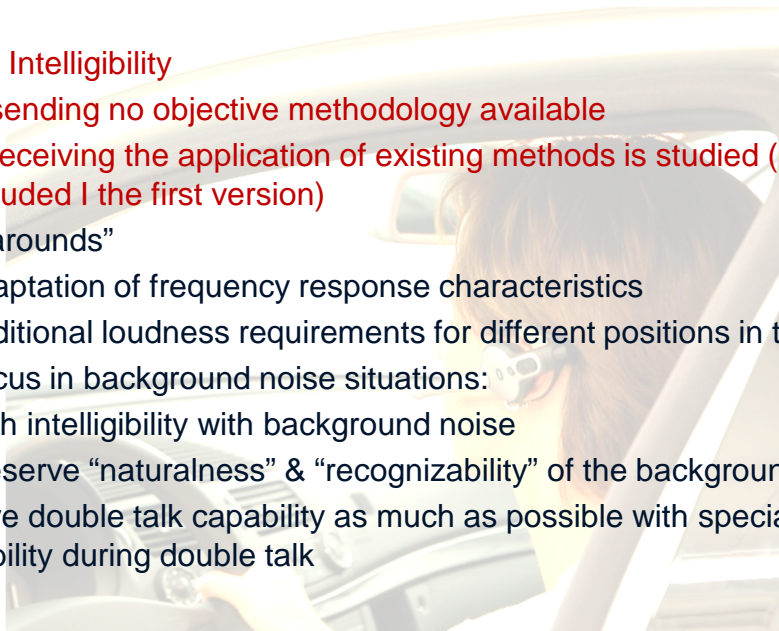 Intelligibility
sending no objective methodology available
eceiving the application of existing methods is studied (
uded I the first version)
arounds”
aptation of frequency response characteristics
ditional loudness requirements for different positions in t
cus in background noise situations:
h intelligibility with background noise
eserve “naturalness” & “recognizability” of the backgroun
e double talk capability as much as possible with specia
bility during double talk